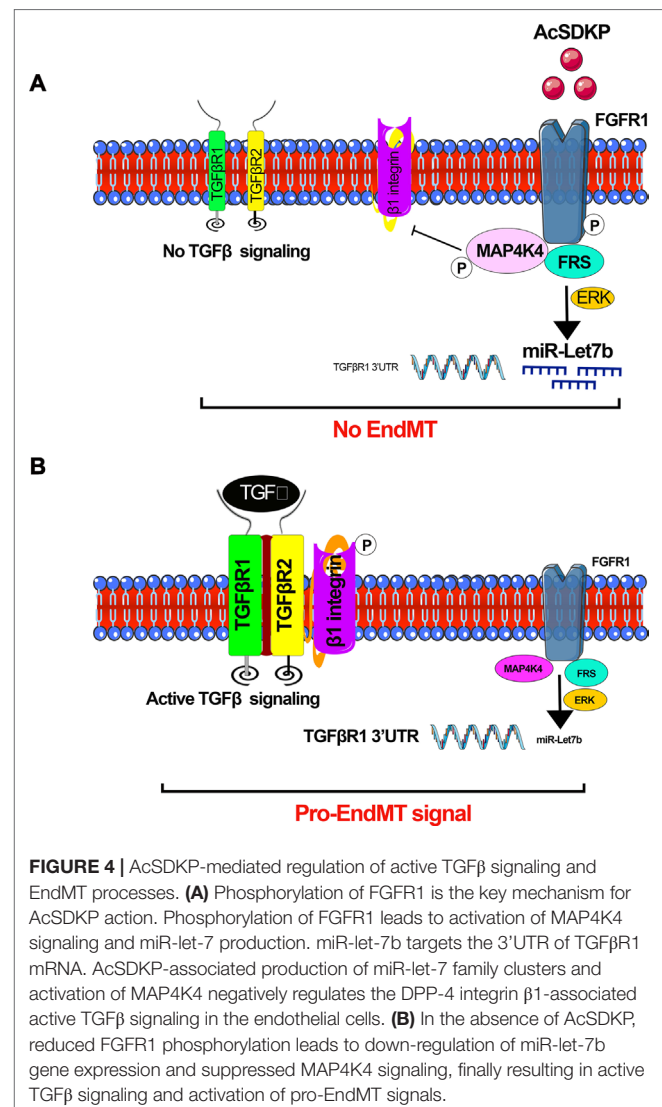 AcSDKP
A
FGFR1
TGFβR1
TGFβR2
β1 integrin
P
MAP4K4
P
FRS
No TGFβ signaling
ERK
miR-Let7b
TGFβR1 3'UTR
No EndMT
B
TGF□
P
FGFR1
TGFβR1
TGFβR2
β1 integrin
MAP4K4
FRS
ERK
Active TGFβ signaling
TGFβR1 3'UTR
miR-Let7b
Pro-EndMT signal
FIGURE 4 | AcSDKP-mediated regulation of active TGFβ signaling and
EndMT processes. (A) Phosphorylation of FGFR1 is the key mechanism for
AcSDKP action. Phosphorylation of FGFR1 leads to activation of MAP4K4
signaling and miR-let-7 production. miR-let-7b targets the 3'UTR of TGFβR1
mRNA. AcSDKP-associated production of miR-let-7 family clusters and
activation of MAP4K4 negatively regulates the DPP-4 integrin β1-associated
active TGFβ signaling in the endothelial cells. (B) In the absence of AcSDKP,
reduced FGFR1 phosphorylation leads to down-regulation of miR-let-7b
gene expression and suppressed MAP4K4 signaling, finally resulting in active
TGFβ signaling and activation of pro-EndMT signals.